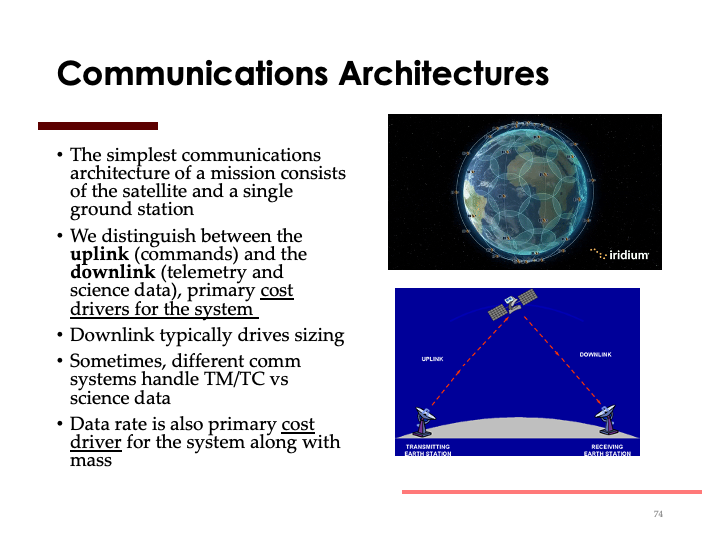 Communications Architectures
• The simplest communications
architecture of a mission consists
of the satellite and a single
ground station
• We distinguish between the
uplink (commands) and the
downlink (telemetry and
science data), primary cost
drivers for the system
• Downlink typically drives sizing
• Sometimes, different comm
systems handle TM/TC vs
science data
• Data rate is also primary cost
driver for the system along with
mass
iridium
UPLINK
DOWNLINK
TRANSMITTING
EARTH STATION
RECEIVING
EARTH STATION
74